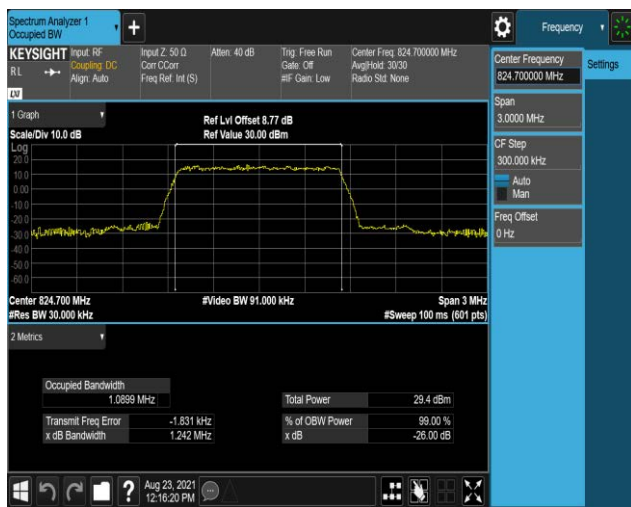 Spectrum Analyzer 1
Occupied BW
Frequency
KEYSIGHT
RL
LXI
Input: RF
Coupling: DC
Align: Auto
Input Z: 50 Ω
Corr CCorr
Freq Ref: Int (S)
Atten: 40 dB
Trig: Free Run
Gate: Off
#IF Gain: Low
Center Freq: 824.700000 MHz
Avg|Hold: 30/30
Radio Std: None
Center Frequency
824.700000 MHz
Settings
Span
3.0000 MHz
CF Step
300.000 kHz
Auto
Man
Freq Offset
0 Hz
1 Graph
Scale/Div 10.0 dB
Ref Lvl Offset 8.77 dB
Ref Value 30.00 dBm
Log
20.0
10.0
0.00
-10.0
-20.0
-30.0
-40.0
-50.0
-60.0
Center 824.700 MHz
#Video BW 91.000 kHz
Span 3 MHz
#Res BW 30.000 kHz
#Sweep 100 ms (601 pts)
2 Metrics
Occupied Bandwidth
1.0899 MHz
Total Power 29.4 dBm
Transmit Freq Error -1.831 kHz
% of OBW Power 99.00 %
x dB Bandwidth 1.242 MHz
x dB -26.00 dB
?
Aug 23, 2021
12:16:20 PM